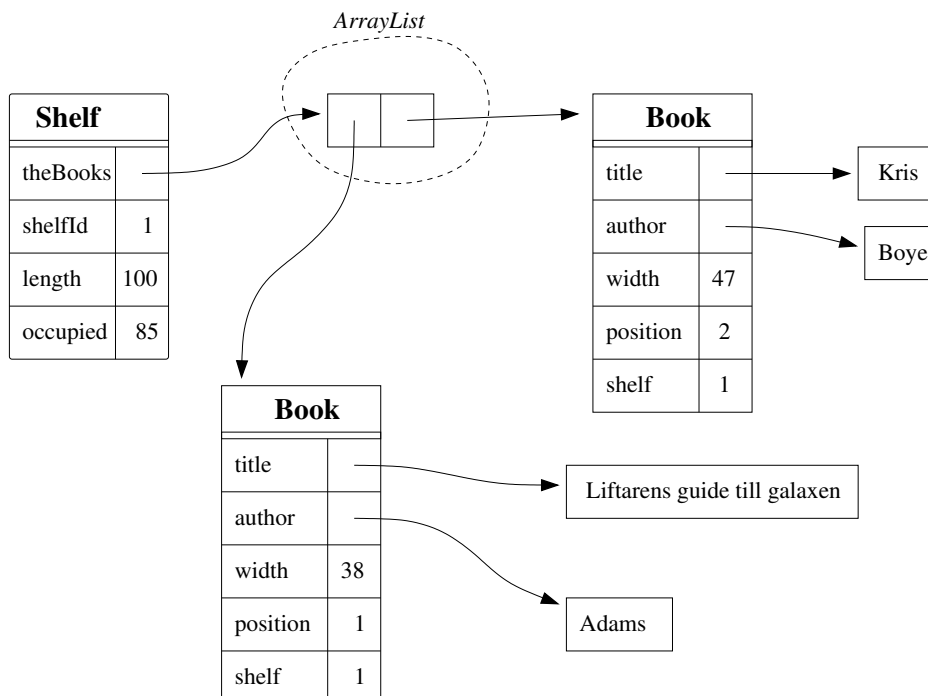 ArrayList
Shelf
theBooks
shelfId 1
length 100
occupied 85
Book
title
author
width 47
position 2
shelf 1
Kris
Boye
Book
title
author
width 38
position 1
shelf 1
Liftarens guide till galaxen
Adams